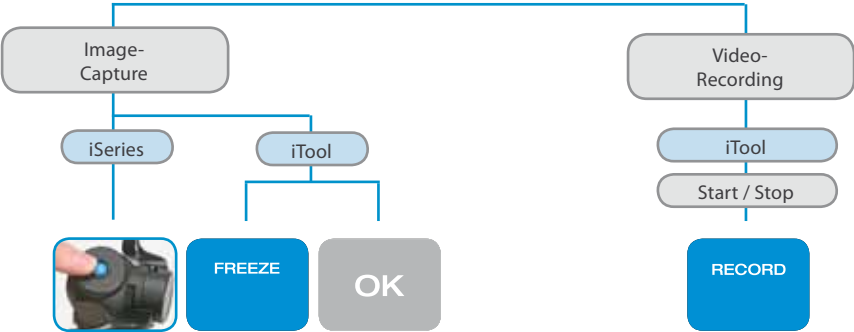 Image-
Capture
Video-
Recording
iSeries
iTool
iTool
Start / Stop
FREEZE
OK
RECORD